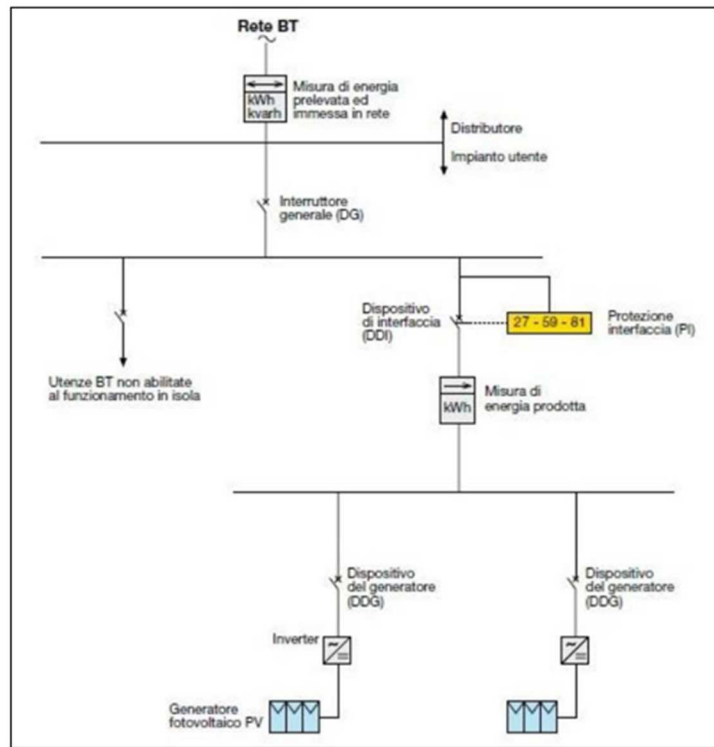 Rete BT
~
kWh
kvarh
Misura di energia
prelevata ed
immessa in rete
Distributore
Impianto utente
Interruttore
generale (DG)
Dispositivo
di interfaccia
(DDI)
27 - 59 - 81
Protezione
interfaccia (PI)
Utenze BT non abilitate
al funzionamento in isola
kWh
Misura di
energia prodotta
Dispositivo
del generatore
(DDG)
Dispositivo
del generatore
(DDG)
Inverter
Generatore
fotovoltaico PV